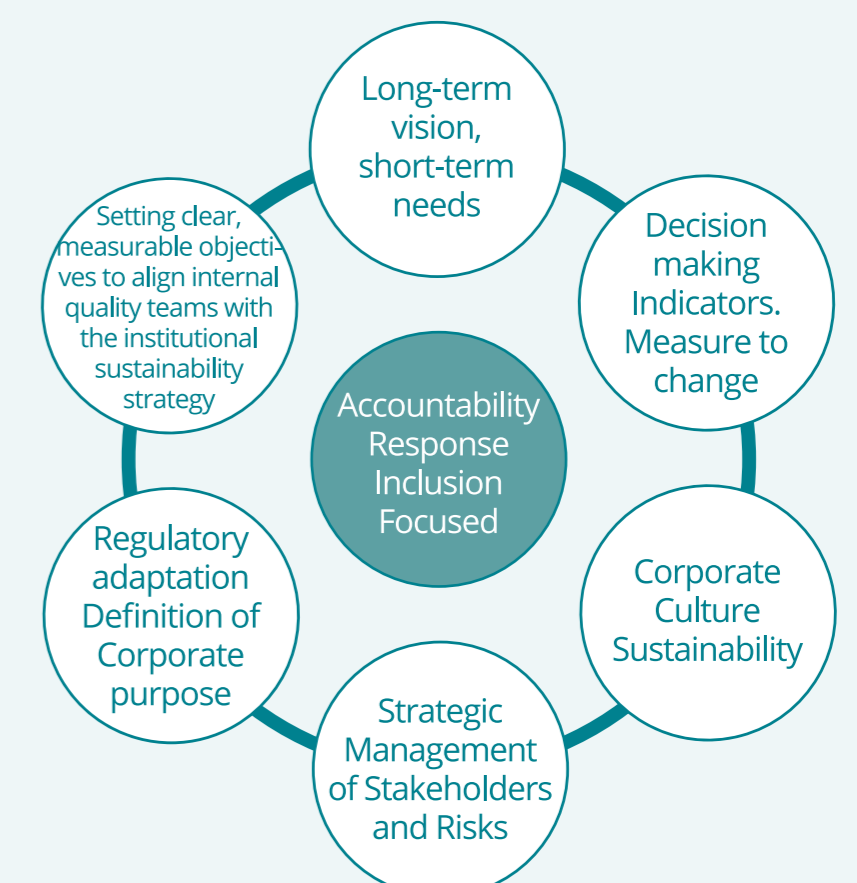 Long-term
vision,
short-term
needs
Decision
making
Indicators.
Measure to
change
Corporate
Culture
Sustainability
Strategic
Management
of Stakeholders
and Risks
Regulatory
adaptation
Definition of
Corporate
purpose
Setting clear,
measurable objecti-
ves to align internal
quality teams with
the institutional
sustainability
strategy
Accountability
Response
Inclusion
Focused